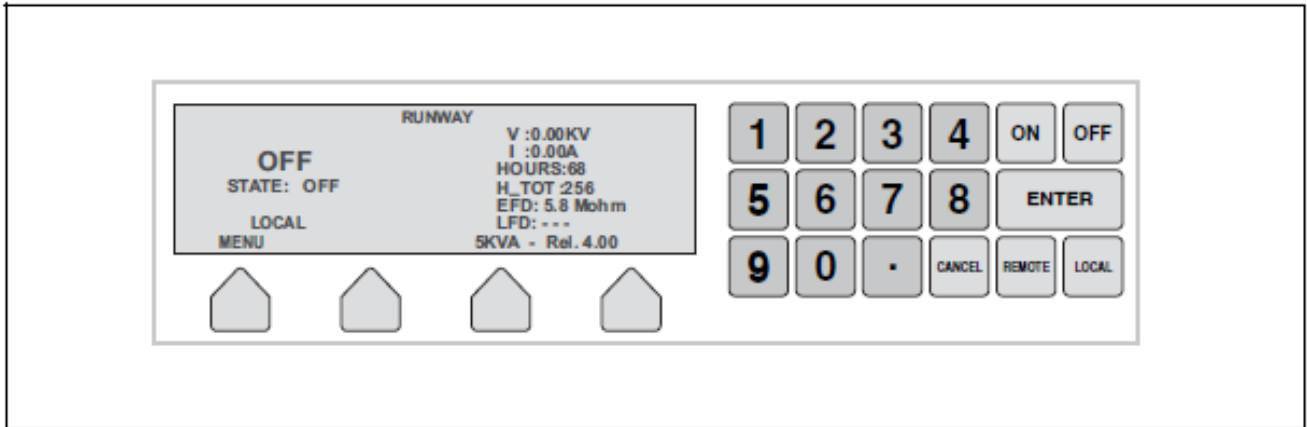 RUNWAY
V :0.00KV
I :0.00A
OFF
HOURS:68
STATE: OFF
H_TOT :256
EFD: 5.8 Mohm
LOCAL
LFD: - - -
MENU
5KVA - Rel. 4.00
1 2 3 4 ON OFF
5 6 7 8 ENTER
9 0 . CANCEL REMOTE LOCAL